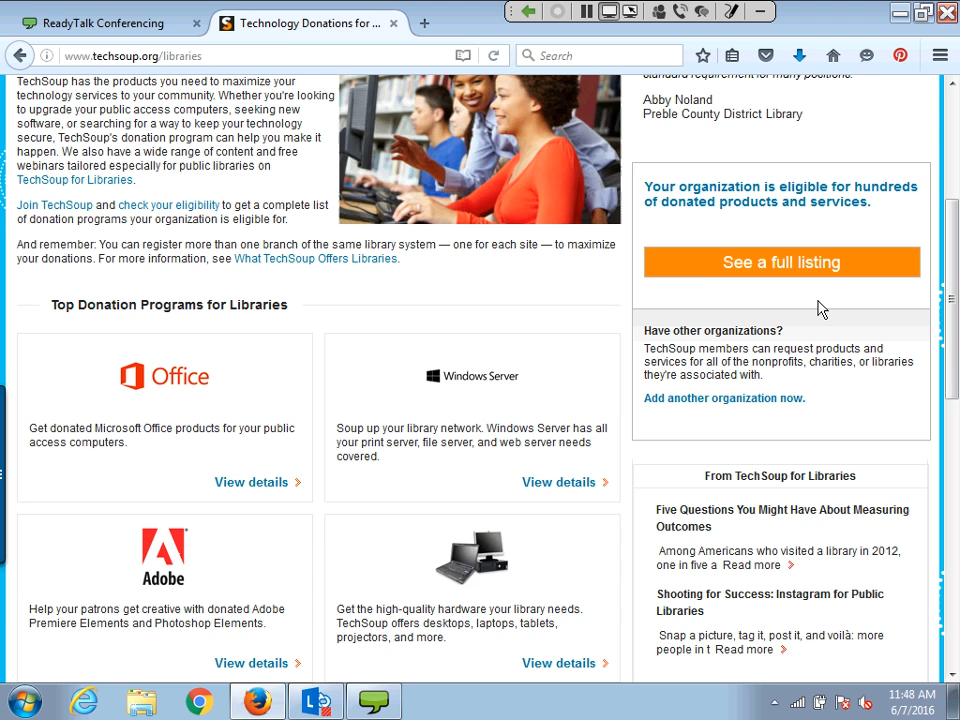 ReadyTalk Conferencing
Technology Donations for ...
www.techsoup.org/libraries
Search
TechSoup has the products you need to maximize your
technology services to your community. Whether you're looking
to upgrade your public access computers, seeking new
software, or searching for a way to keep your technology
secure, TechSoup's donation program can help you make it
happen. We also have a wide range of content and free
webinars tailored especially for public libraries on
TechSoup for Libraries.
Join TechSoup and check your eligibility to get a complete list
of donation programs your organization is eligible for.
And remember: You can register more than one branch of the same library system — one for each site — to maximize
your donations. For more information, see What TechSoup Offers Libraries.
Top Donation Programs for Libraries
Office
Get donated Microsoft Office products for your public
access computers.
View details
Windows Server
Soup up your library network. Windows Server has all
your print server, file server, and web server needs
covered.
View details
Adobe
Help your patrons get creative with donated Adobe
Premiere Elements and Photoshop Elements.
View details
Get the high-quality hardware your library needs.
TechSoup offers desktops, laptops, tablets,
projectors, and more.
View details
standard requirement for many positions.
Abby Noland
Preble County District Library
Your organization is eligible for hundreds
of donated products and services.
See a full listing
Have other organizations?
TechSoup members can request products and
services for all of the nonprofits, charities, or libraries
they're associated with.
Add another organization now.
From TechSoup for Libraries
Five Questions You Might Have About Measuring
Outcomes
Among Americans who visited a library in 2012,
one in five a Read more
Shooting for Success: Instagram for Public
Libraries
Snap a picture, tag it, post it, and voilà: more
people in t Read more
11:48 AM
6/7/2016